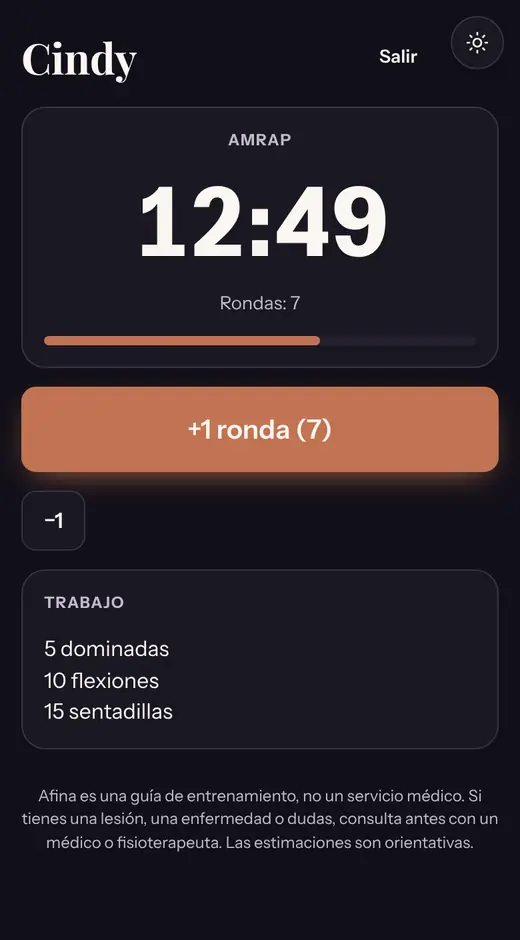 Cindy
Salir
AMRAP
12:49
Rondas: 7
+1 ronda (7)
−1
TRABAJO
5 dominadas
10 flexiones
15 sentadillas
Afina es una guía de entrenamiento, no un servicio médico. Si
tienes una lesión, una enfermedad o dudas, consulta antes con un
médico o fisioterapeuta. Las estimaciones son orientativas.